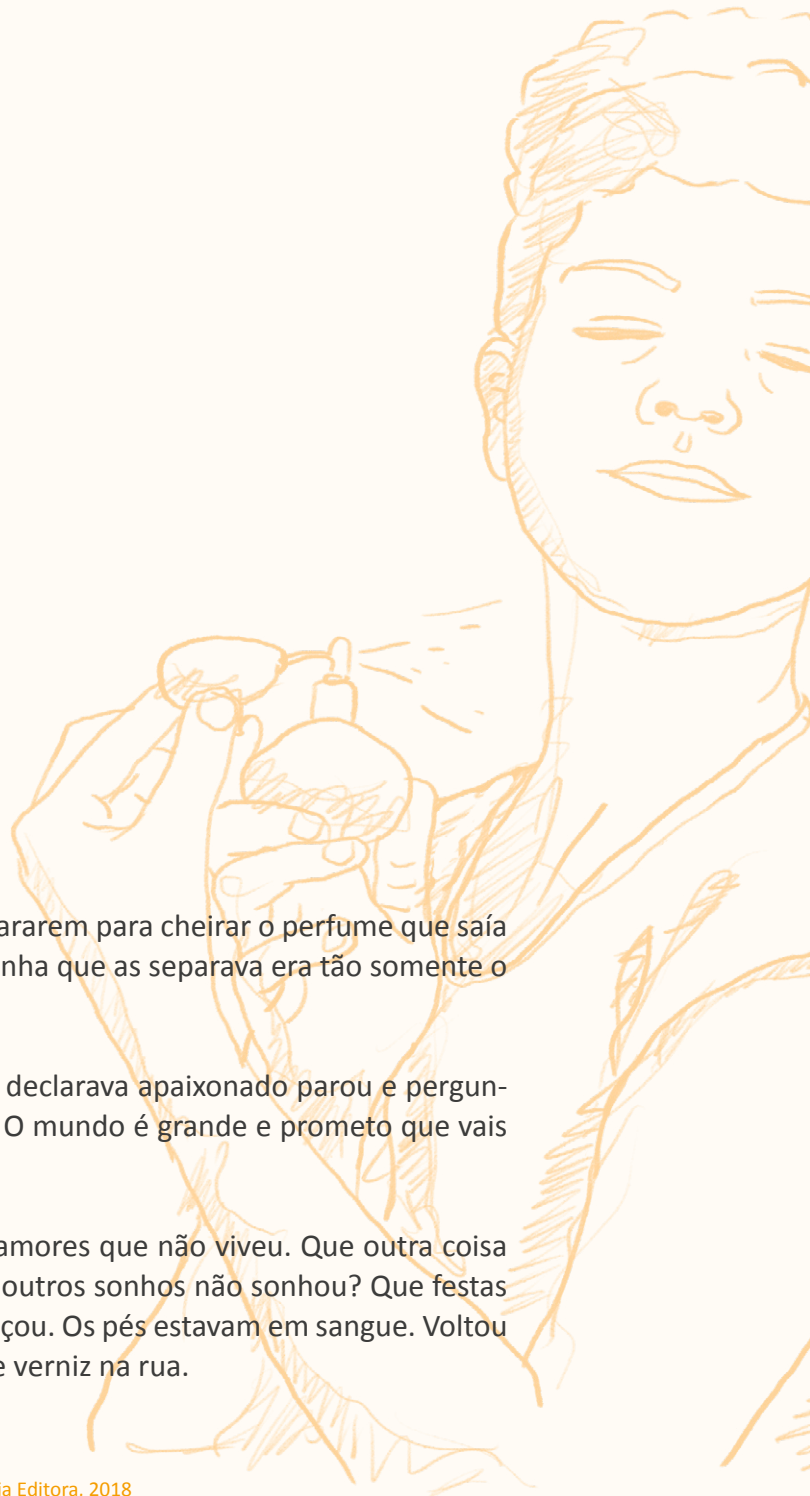 ararem para cheirar o perfume que saía
nha que as separava era tão somente o
declarava apaixonado parou e pergun-
O mundo é grande e prometo que vais
amores que não viveu. Que outra coisa
outros sonhos não sonhou? Que festas
çou. Os pés estavam em sangue. Voltou
e verniz na rua.
ia Editora, 2018